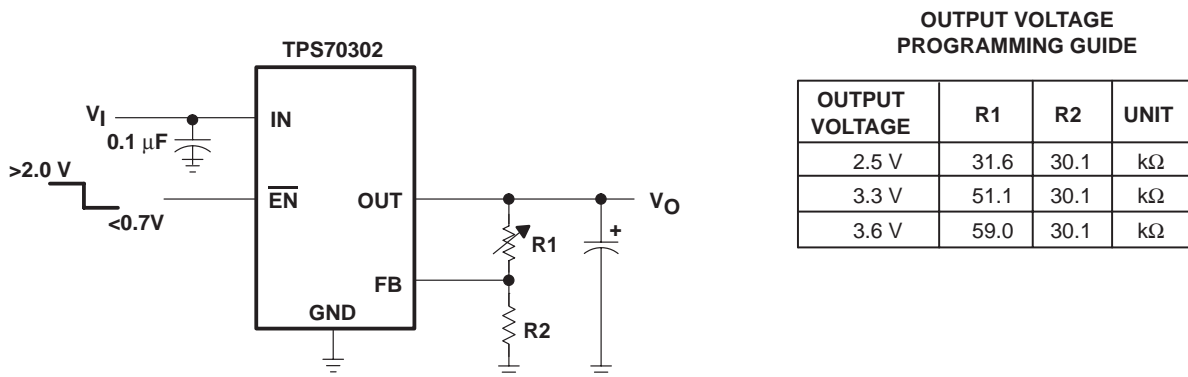 TPS70302
VI
0.1 μF
IN
>2.0 V
<0.7V
EN
OUT
VO
R1
+
FB
GND
R2
OUTPUT VOLTAGE
PROGRAMMING GUIDE
OUTPUT VOLTAGE R1 R2 UNIT
2.5 V 31.6 30.1 kΩ
3.3 V 51.1 30.1 kΩ
3.6 V 59.0 30.1 kΩ